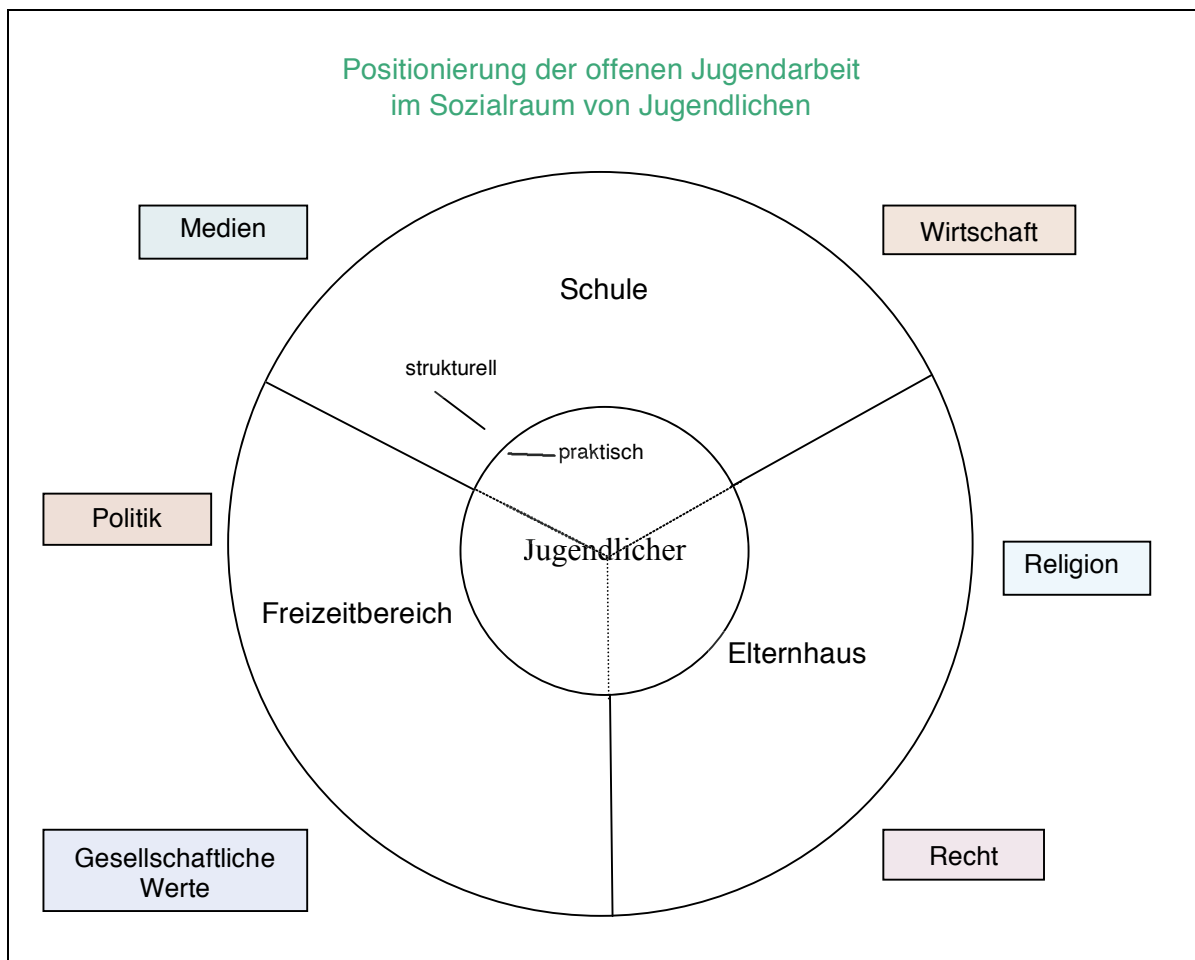 Positionierung der offenen Jugendarbeit
im Sozialraum von Jugendlichen
Medien
Wirtschaft
Schule
strukturell
praktisch
Politik
Jugendlicher
Religion
Freizeitbereich
Elternhaus
Gesellschaftliche
Werte
Recht